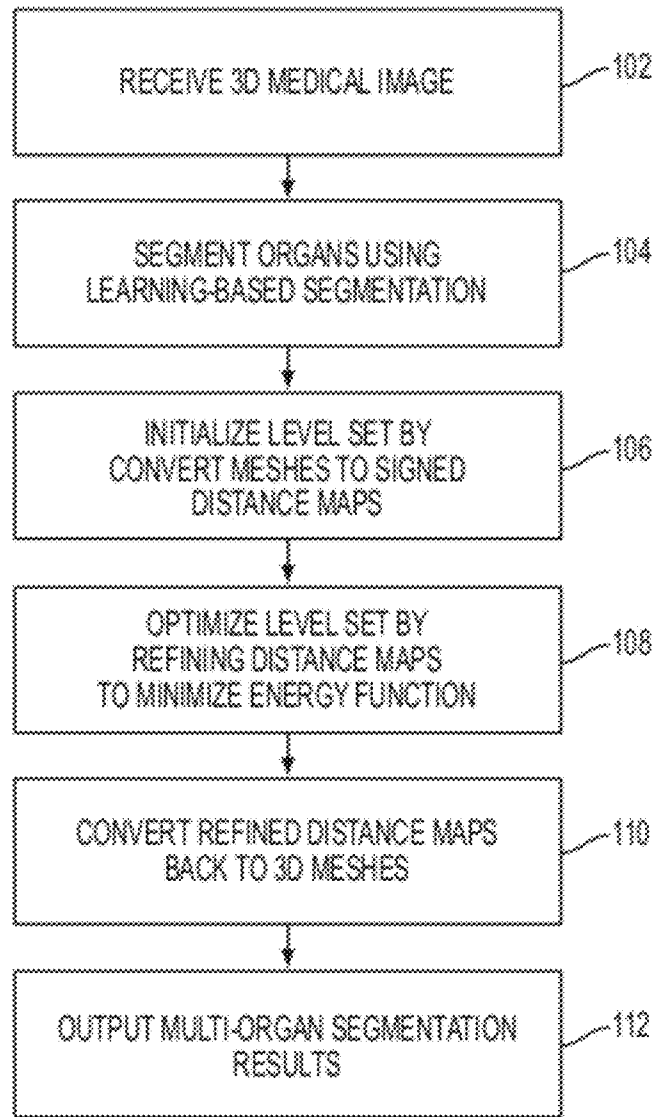 RECEIVE 3D MEDICAL IMAGE
102
SEGMENT ORGANS USING
LEARNING-BASED SEGMENTATION
104
INITIALIZE LEVEL SET BY
CONVERT MESHES TO SIGNED
DISTANCE MAPS
106
OPTIMIZE LEVEL SET BY
REFINING DISTANCE MAPS
TO MINIMIZE ENERGY FUNCTION
108
CONVERT REFINED DISTANCE MAPS
BACK TO 3D MESHES
110
OUTPUT MULTI-ORGAN SEGMENTATION
RESULTS
112